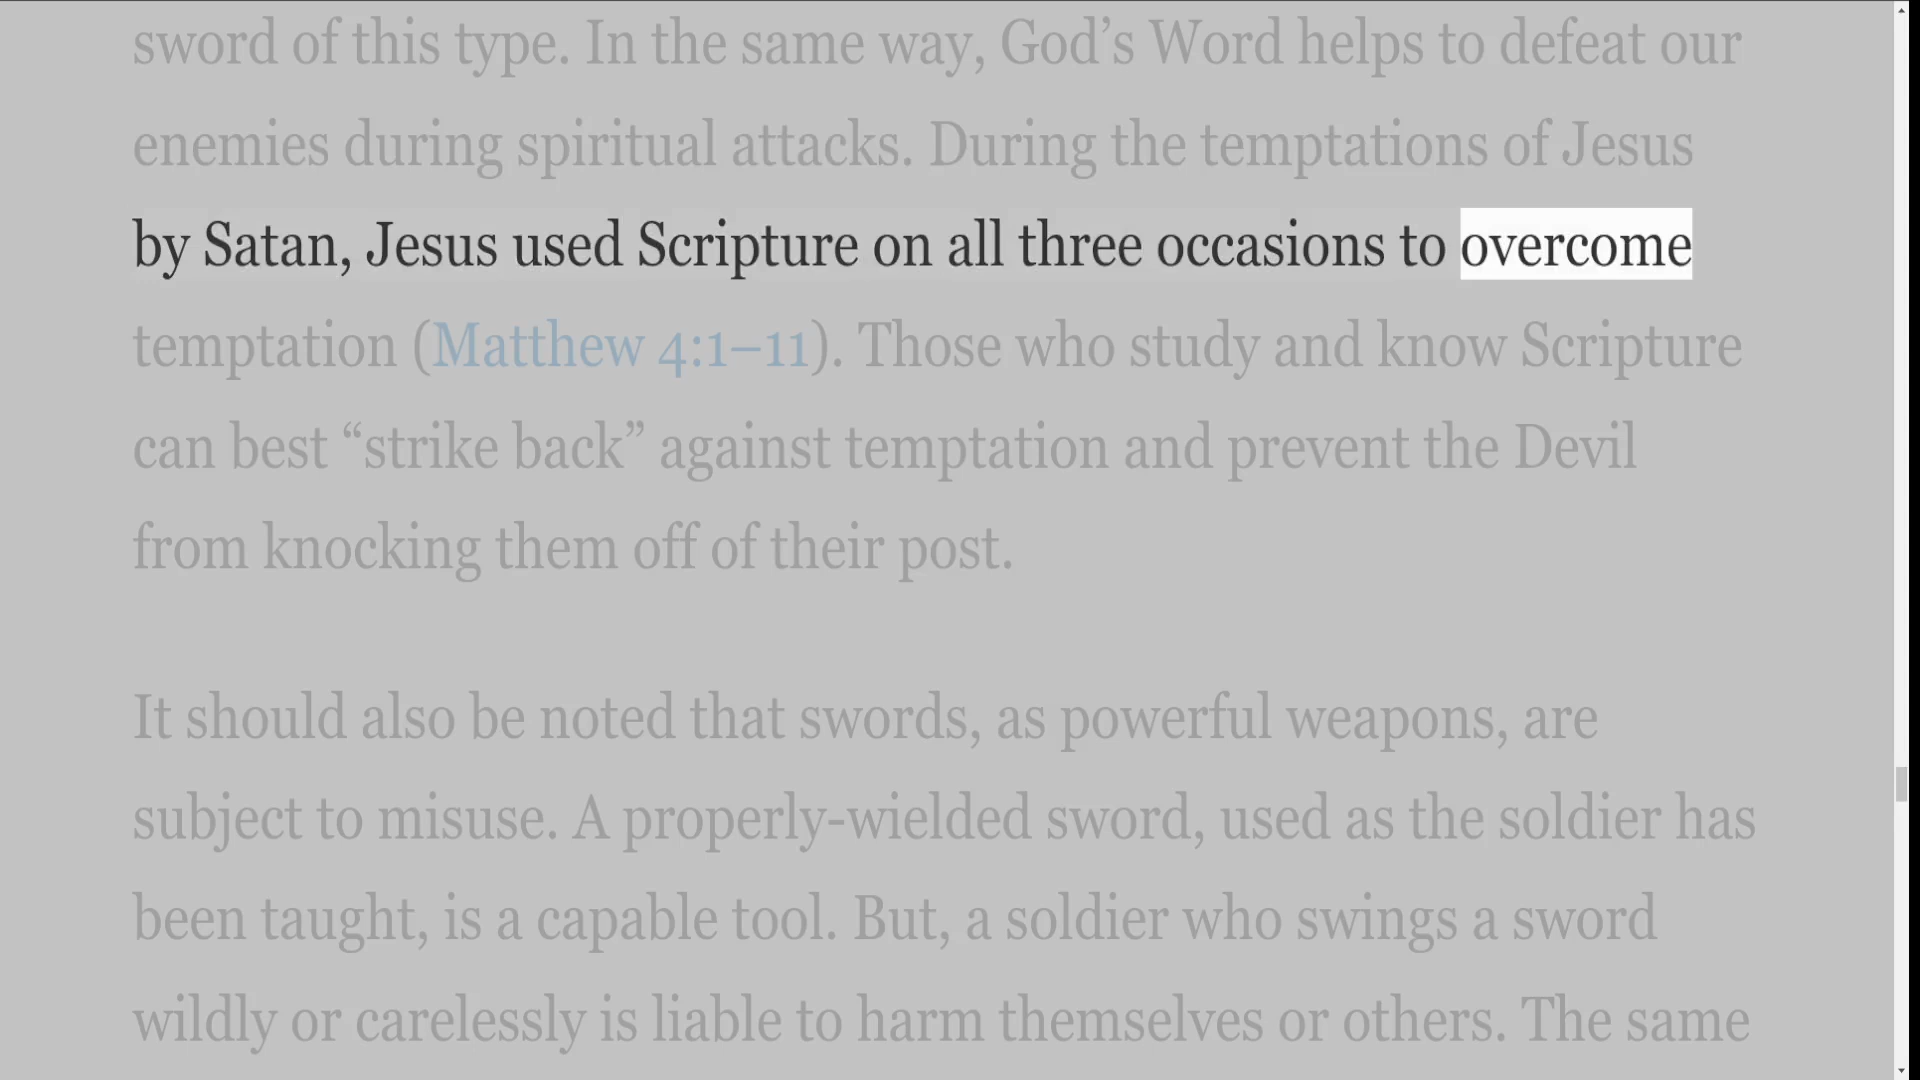 sword of this type. In the same way, God’s Word helps to defeat our
enemies during spiritual attacks. During the temptations of Jesus
by Satan, Jesus used Scripture on all three occasions to overcome
temptation (Matthew 4:1–11). Those who study and know Scripture
can best “strike back” against temptation and prevent the Devil
from knocking them off of their post.
It should also be noted that swords, as powerful weapons, are
subject to misuse. A properly-wielded sword, used as the soldier has
been taught, is a capable tool. But, a soldier who swings a sword
wildly or carelessly is liable to harm themselves or others. The same